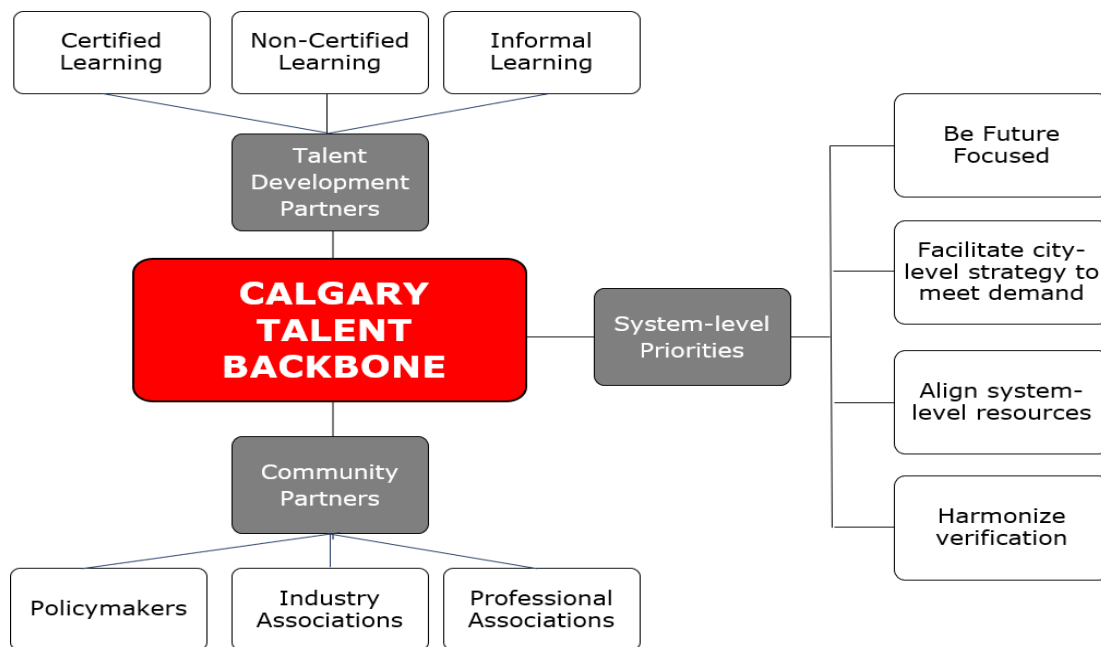 Certified
Learning
Non-Certified
Learning
Informal
Learning
Talent
Development
Partners
CALGARY
TALENT
BACKBONE
System-level
Priorities
Be Future
Focused
Facilitate city-
level strategy to
meet demand
Align system-
level resources
Harmonize
verification
Community
Partners
Policymakers
Industry
Associations
Professional
Associations